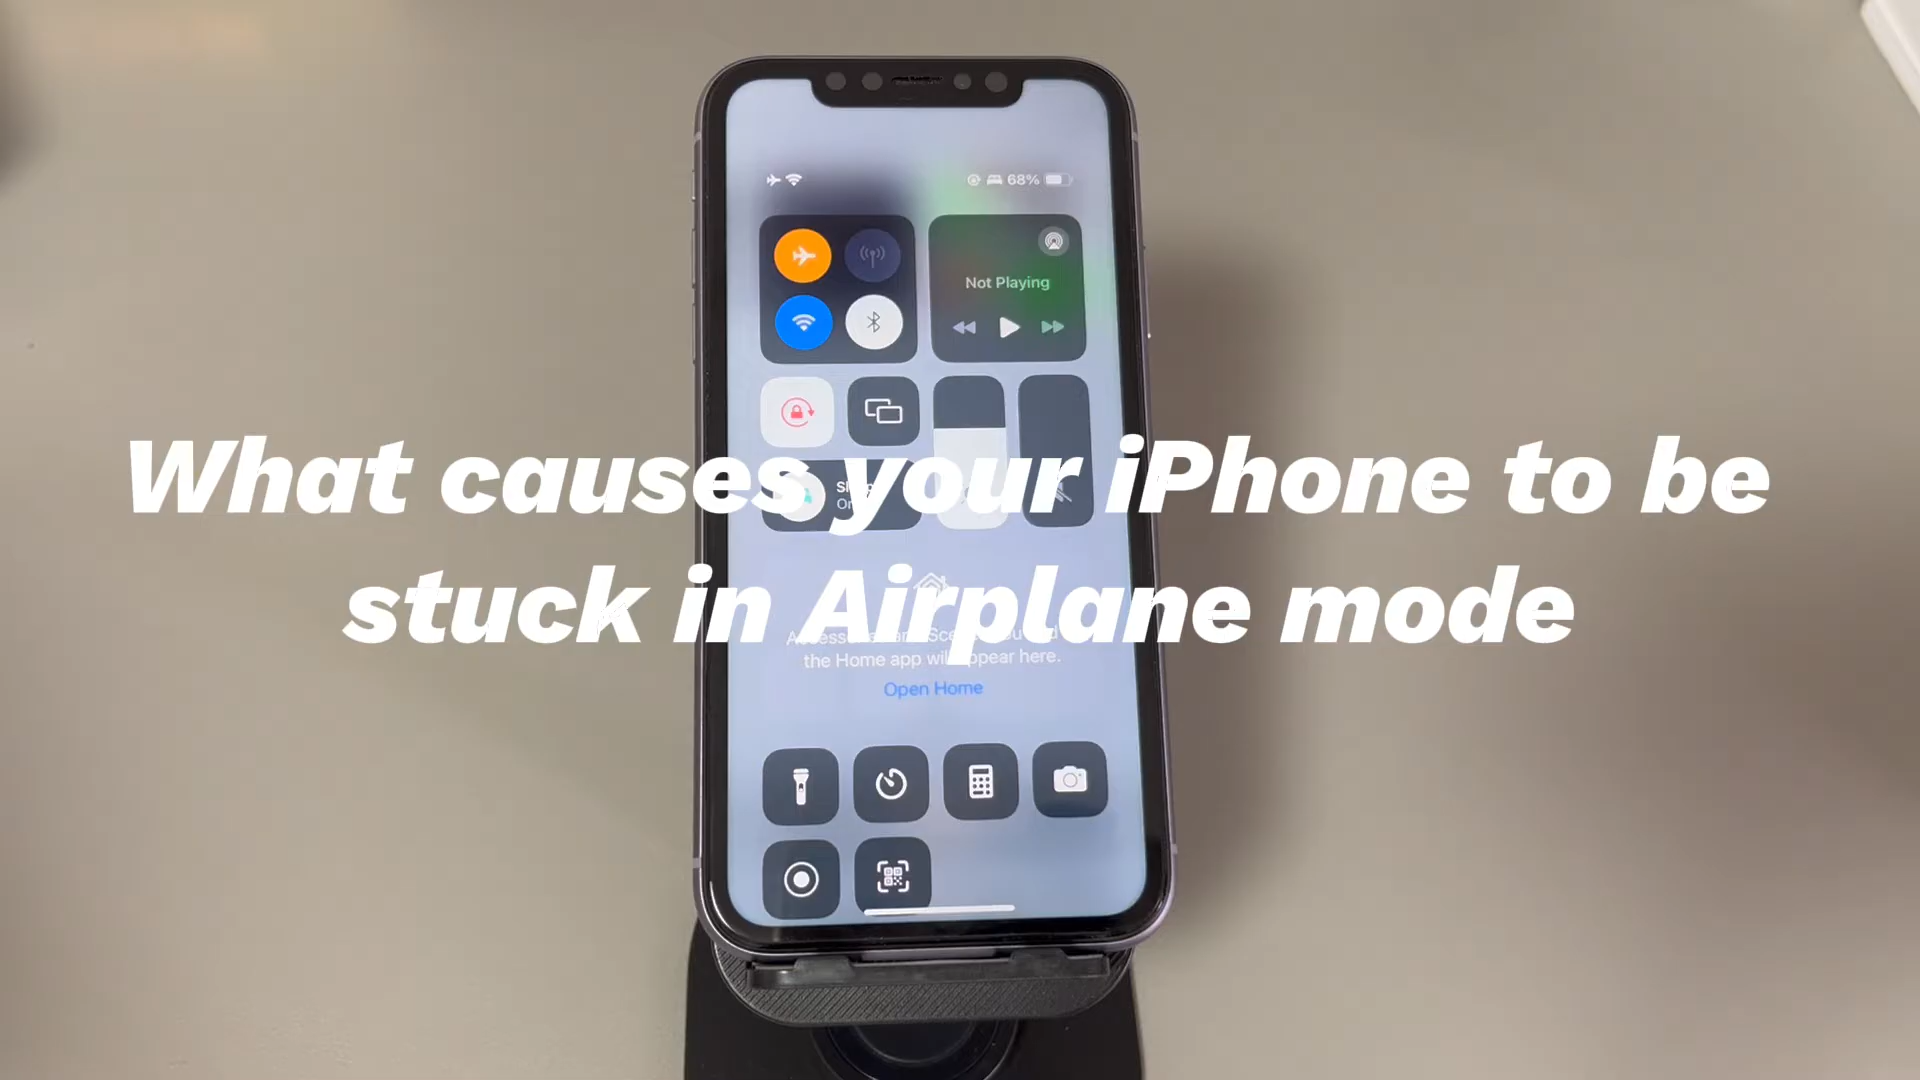 68%
Not Playing
What causes your iPhone to be
stuck in Airplane mode
the Home app will appear here.
Open Home